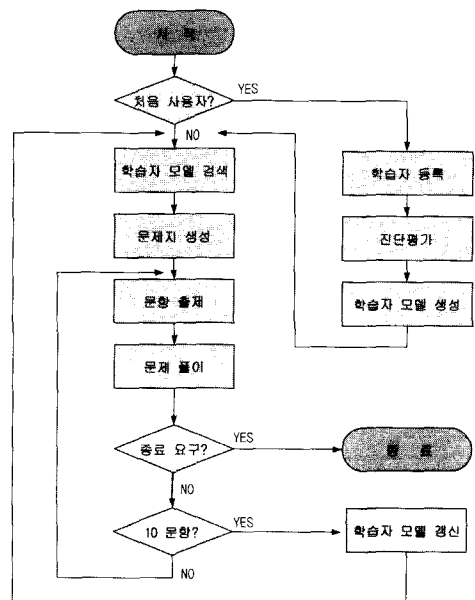 시 작
처음 사용자?
YES
NO
학습자 모델 검색
학습자 등록
문제지 생성
진단평가
문항 출제
학습자 모델 생성
문제 풀이
종료 요구?
YES
종 료
NO
10 문항?
YES
학습자 모델 갱신
NO